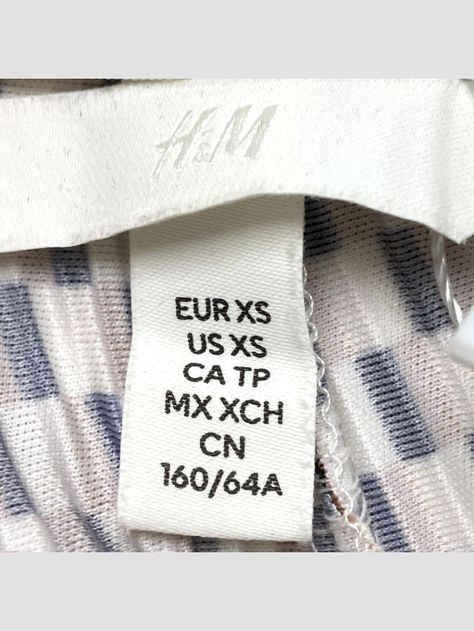 H&M
EUR XS
US XS
CA TP
MX XCH
CN
160/64A